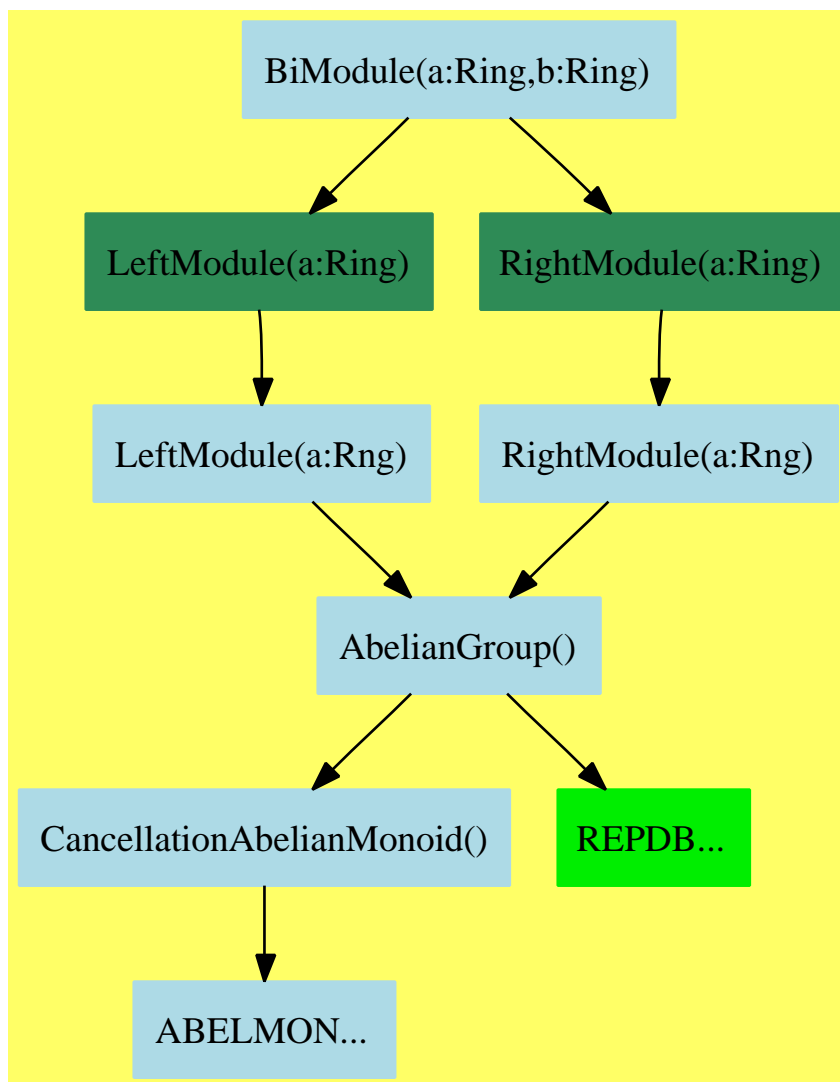 BiModule(a:Ring,b:Ring)
LeftModule(a:Ring)
RightModule(a:Ring)
LeftModule(a:Rng)
RightModule(a:Rng)
AbelianGroup()
CancellationAbelianMonoid()
REPDB...
ABELMON...